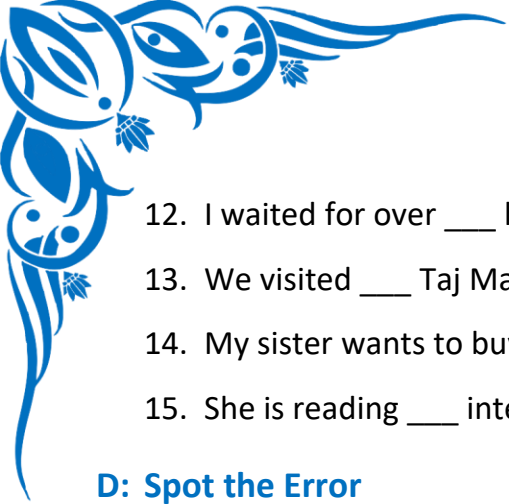 12. I waited for over ___
13. We visited ___ Taj
14. My sister wants to
15. She is reading ___
D: Spot the Error